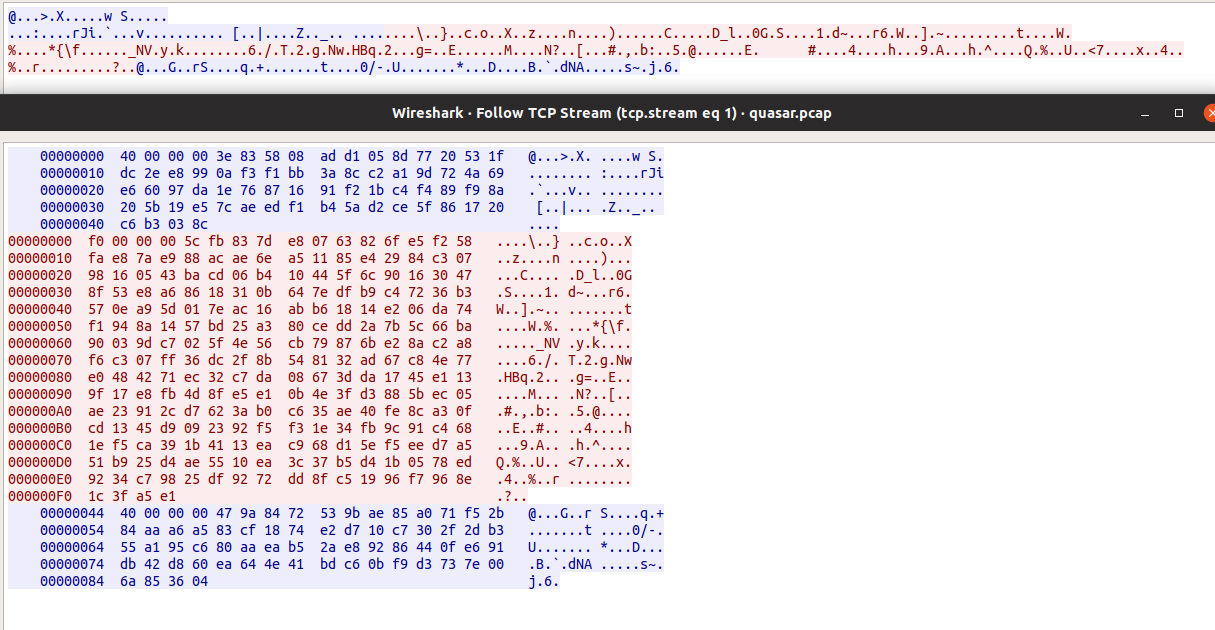 @...>.X.....w S.....
...:....rJi.`...v.......... [..|....Z.._.. ........\..}..c.o..X..z....n....)......C.....D_l..0G.S....1.d~...r6.W..].~.........t....W.
%....*{\f......._NV.y.k........6./.T.2.g.Nw.HBq.2...g=..E......M....N?..[...#.,.b:..5.@......E. #....4....h...9.A...h.^....Q.%..U..<7....x..4..
%..r.........?..@...G..rS....q.+.......t....0/-.U.......*...D....B.`.dNA.....s~.j.6.
Wireshark · Follow TCP Stream (tcp.stream eq 1) · quasar.pcap
00000000 40 00 00 00 3e 83 58 08 ad d1 05 8d 77 20 53 1f @...>.X. ....w S.
00000010 dc 2e e8 99 0a f3 f1 bb 3a 8c c2 a1 9d 72 4a 69 ........ :....rJi
00000020 e6 60 97 da 1e 76 87 16 91 f2 1b c4 f4 89 f9 8a .`...v.. ........
00000030 20 5b 19 e5 7c ae ed f1 b4 5a d2 ce 5f 86 17 20 [..|... .Z.._..
00000040 c6 b3 03 8c ....
00000000 f0 00 00 00 5c fb 83 7d e8 07 63 82 6f e5 f2 58 ....\..} ..c.o..X
00000010 fa e8 7a e9 88 ac ae 6e a5 11 85 e4 29 84 c3 07 ..z....n ....)...
00000020 98 16 05 43 ba cd 06 b4 10 44 5f 6c 90 16 30 47 ...C.... .D_l..0G
00000030 8f 53 e8 a6 86 18 31 0b 64 7e df b9 c4 72 36 b3 .S....1. d~...r6.
00000040 57 0e a9 5d 01 7e ac 16 ab b6 18 14 e2 06 da 74 W..].~.. .......t
00000050 f1 94 8a 14 57 bd 25 a3 80 ce dd 2a 7b 5c 66 ba ....W.%. ...*{\f.
00000060 90 03 9d c7 02 5f 4e 56 cb 79 87 6b e2 8a c2 a8 ....._NV .y.k....
00000070 f6 c3 07 ff 36 dc 2f 8b 54 81 32 ad 67 c8 4e 77 ....6./. T.2.g.Nw
00000080 e0 48 42 71 ec 32 c7 da 08 67 3d da 17 45 e1 13 .HBq.2.. .g=..E..
00000090 9f 17 e8 fb 4d 8f e5 e1 0b 4e 3f d3 88 5b ec 05 ....M... .N?..[..
000000A0 ae 23 91 2c d7 62 3a b0 c6 35 ae 40 fe 8c a3 0f .#.,.b:. .5.@....
000000B0 cd 13 45 d9 09 23 92 f5 f3 1e 34 fb 9c 91 c4 68 ..E..#.. ..4....h
000000C0 1e f5 ca 39 1b 41 13 ea c9 68 d1 5e f5 ee d7 a5 ...9.A.. .h.^....
000000D0 51 b9 25 d4 ae 55 10 ea 3c 37 b5 d4 1b 05 78 ed Q.%..U.. <7....x.
000000E0 92 34 c7 98 25 df 92 72 dd 8f c5 19 96 f7 96 8e .4..%..r ........
000000F0 1c 3f a5 e1 .?..
00000044 40 00 00 00 47 9a 84 72 53 9b ae 85 a0 71 f5 2b @...G..r S....q.+
00000054 84 aa a6 a5 83 cf 18 74 e2 d7 10 c7 30 2f 2d b3 .......t ....0/-.
00000064 55 a1 95 c6 80 aa ea b5 2a e8 92 86 44 0f e6 91 U....... *...D...
00000074 db 42 d8 60 ea 64 4e 41 bd c6 0b f9 d3 73 7e 00 .B.`.dNA .....s~.
00000084 6a 85 36 04 j.6.